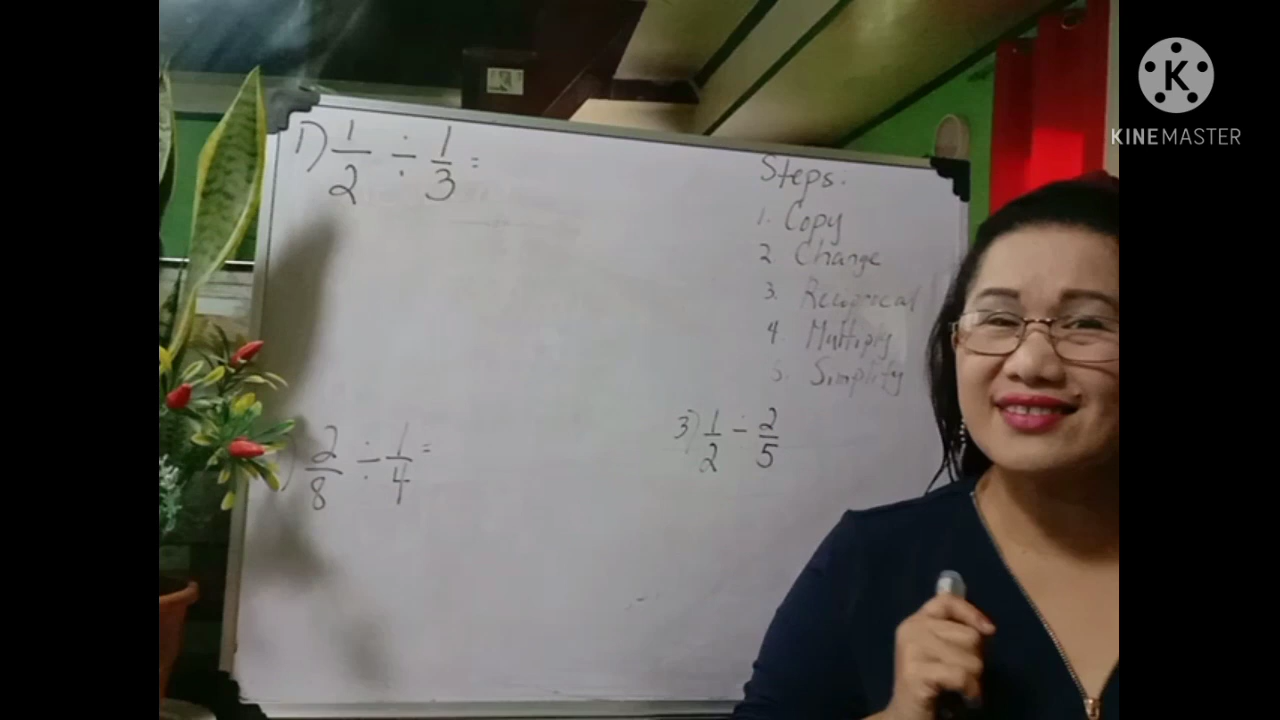 1) 1/2 ÷ 1/3 =
Steps.
1. Copy
2 Change
3. Reciprocal
4. Multiply
5. Simplify
) 2/8 ÷ 1/4 =
3) 1/2 ÷ 2/5
K
KINEMASTER